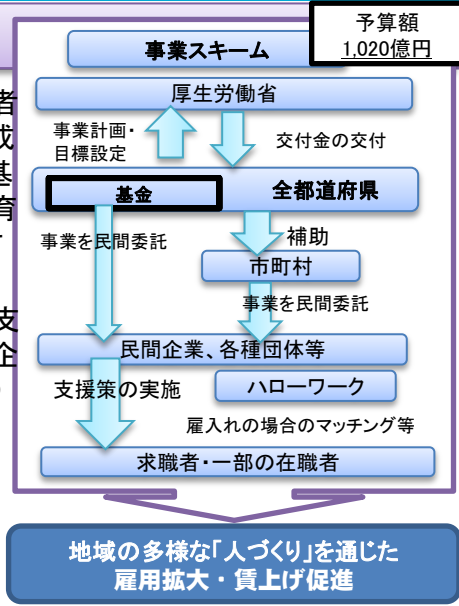 予算額
1,020億円
事業スキーム
厚生労働省
事業計画・
目標設定
交付金の交付
基金
全都道府県
事業を民間委託
補助
市町村
事業を民間委託
民間企業、各種団体等
支援策の実施
ハローワーク
雇入れの場合のマッチング等
求職者・一部の在職者
者
成
基
育
支
企
地域の多様な「人づくり」を通じた
雇用拡大・賃上げ促進